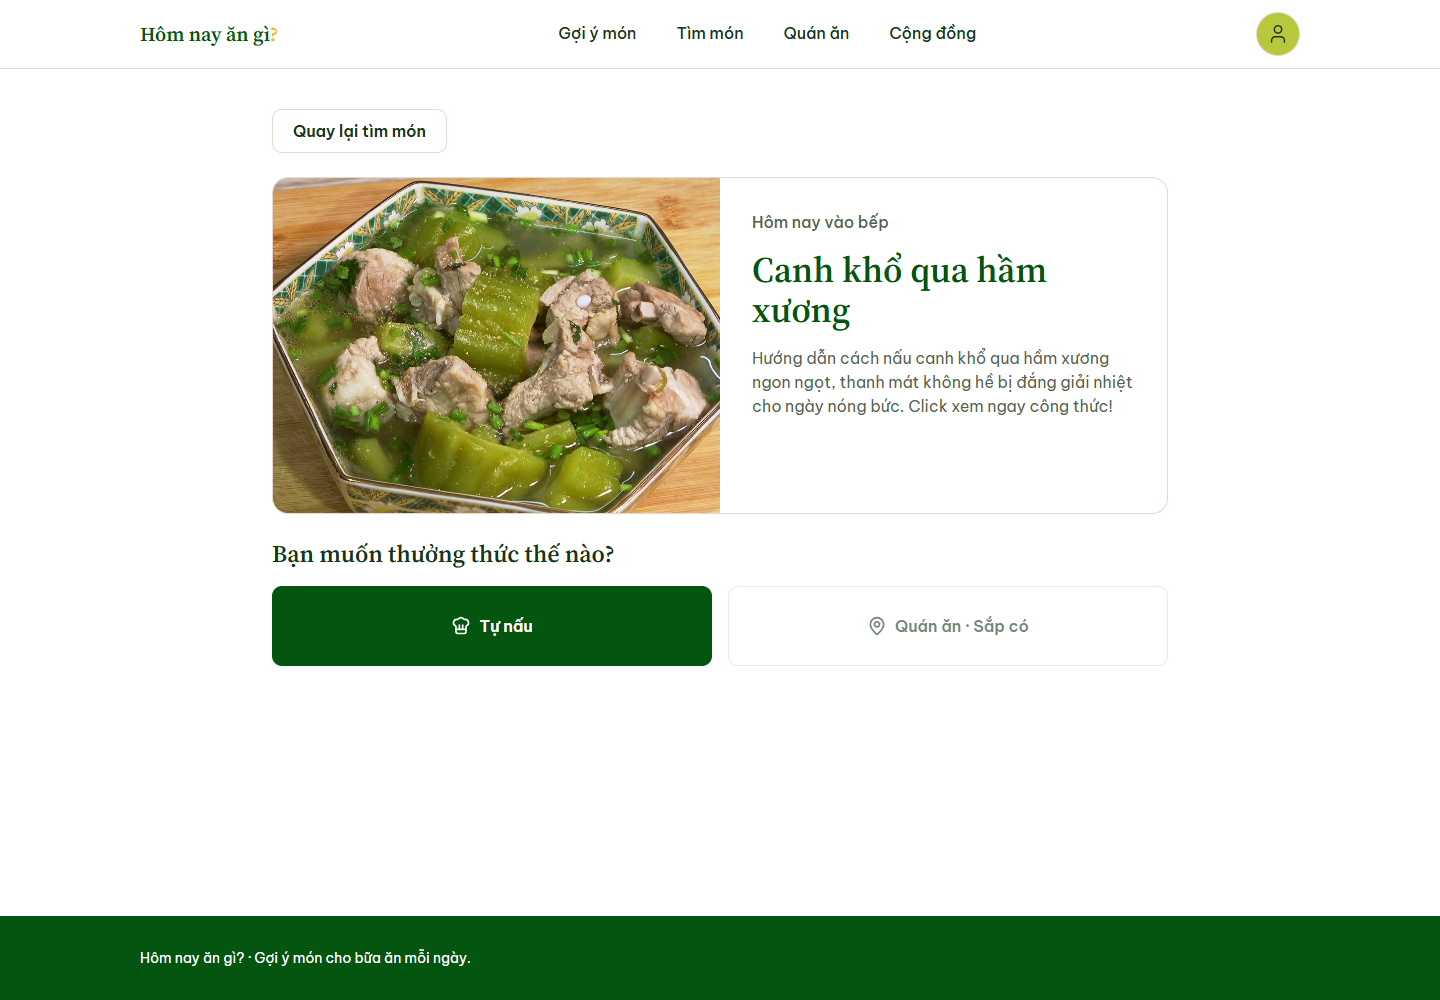 Hôm nay ăn gì?
Gợi ý món
Tìm món
Quán ăn
Cộng đồng
Quay lại tìm món
Hôm nay vào bếp
Canh khổ qua hầm
xương
Hướng dẫn cách nấu canh khổ qua hầm xương
ngon ngọt, thanh mát không hề bị đắng giải nhiệt
cho ngày nóng bức. Click xem ngay công thức!
Bạn muốn thưởng thức thế nào?
Tự nấu
Quán ăn · Sắp có
Hôm nay ăn gì? · Gợi ý món cho bữa ăn mỗi ngày.